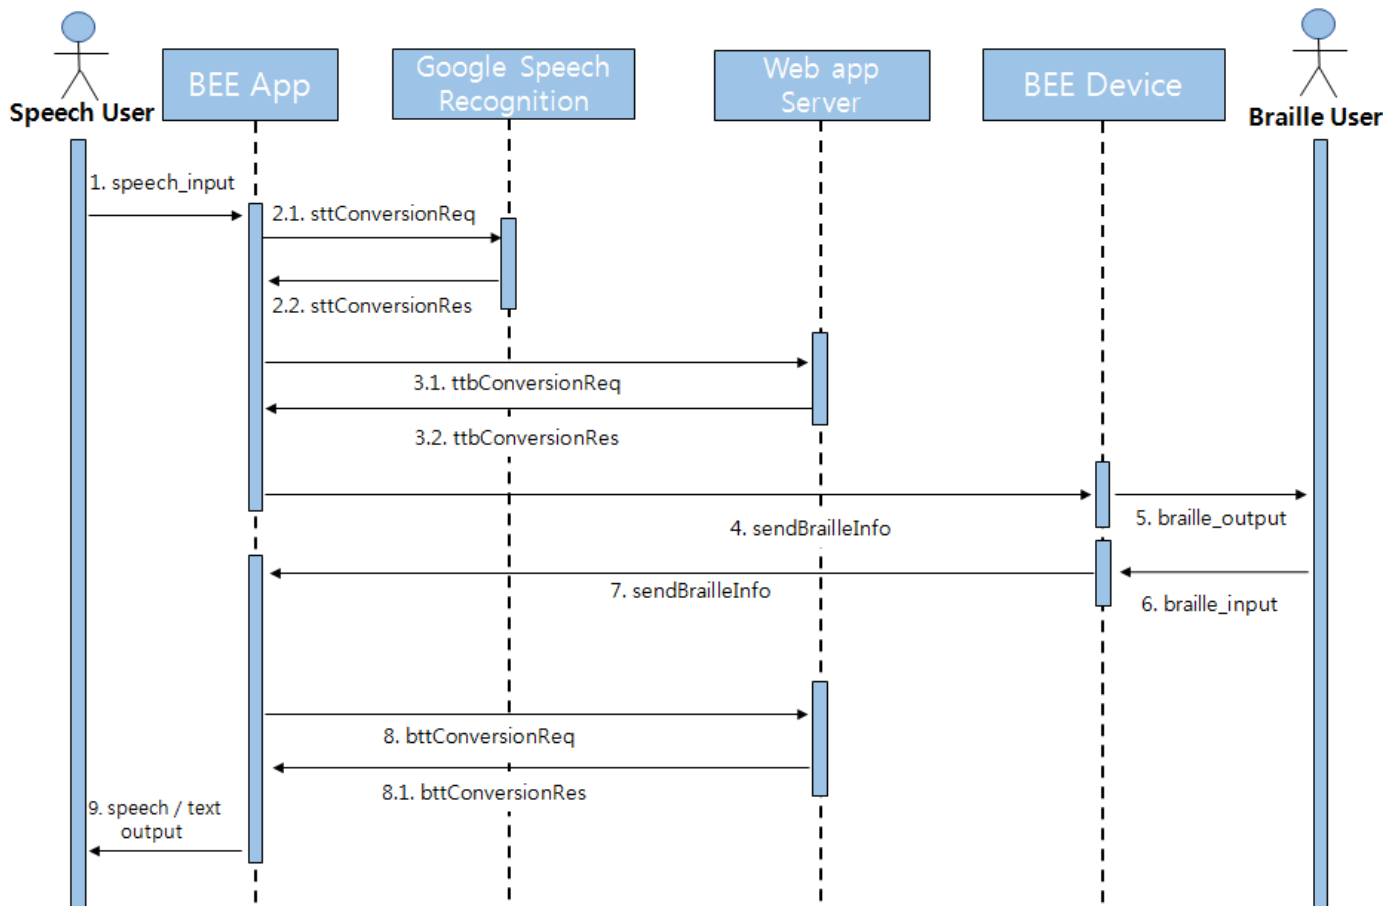 Speech User
BEE App
Google Speech
Recognition
Web app
Server
BEE Device
Braille User
1. speech_input
2.1. sttConversionReq
2.2. sttConversionRes
3.1. ttbConversionReq
3.2. ttbConversionRes
4. sendBrailleInfo
5. braille_output
6. braille_input
7. sendBrailleInfo
8. bttConversionReq
8.1. bttConversionRes
9. speech / text
output